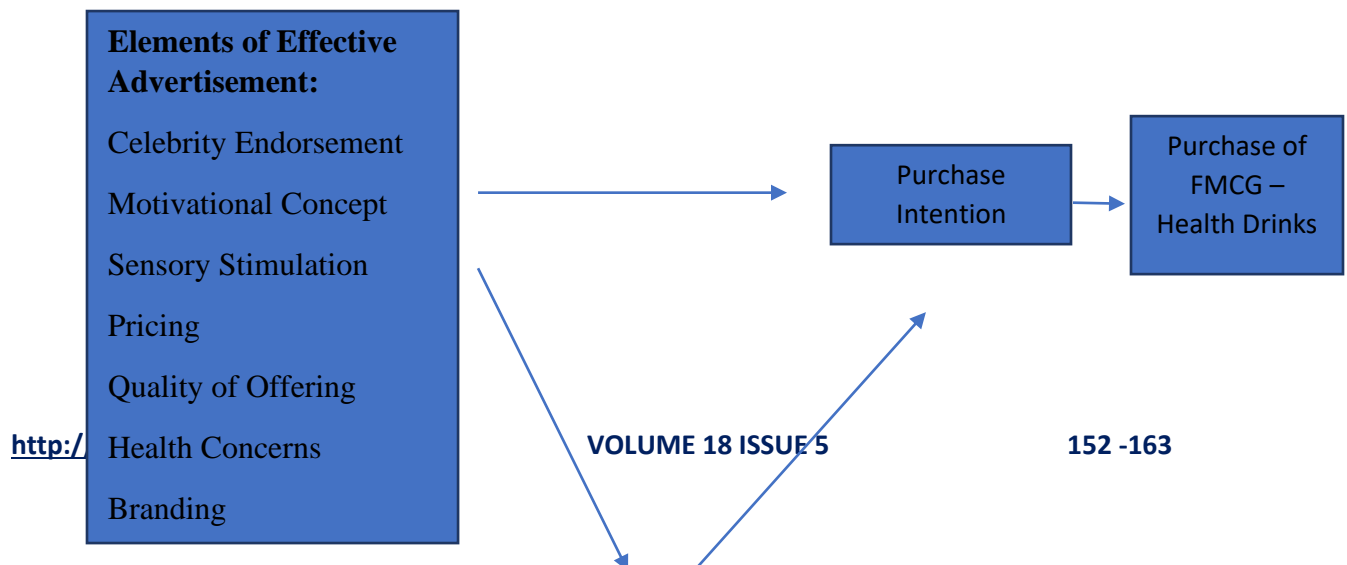 Elements of Effective
Advertisement:
Celebrity Endorsement
Motivational Concept
Sensory Stimulation
Pricing
Quality of Offering
Health Concerns
Branding
Purchase
Intention
Purchase of
FMCG –
Health Drinks
http://
VOLUME 18 ISSUE 5
152 -163